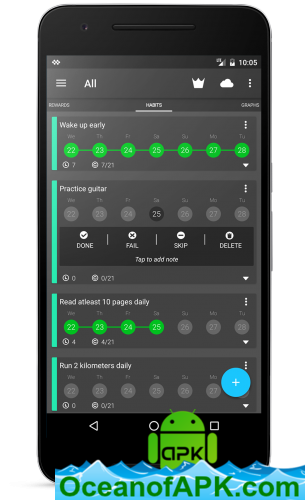 10:05
All
REWARDS HABITS GRAPHS
Wake up early
We Th Fr Sa Su Mo Tu
22 23 24 25 26 27 28
7 7/21
Practice guitar
We Th Fr Sa Su Mo Tu
22 23 24 25 26 27 28
DONE FAIL SKIP DELETE
Tap to add note
0 0/21
Read atleast 10 pages daily
We Th Fr Sa Su Mo Tu
22 23 24 25 26 27 28
4 4/21
Run 2 kilometers daily
We Th Fr Sa Su Mo Tu
22 23 24 25 26 27
0 0/21
+
apk
OceanofAPK.com